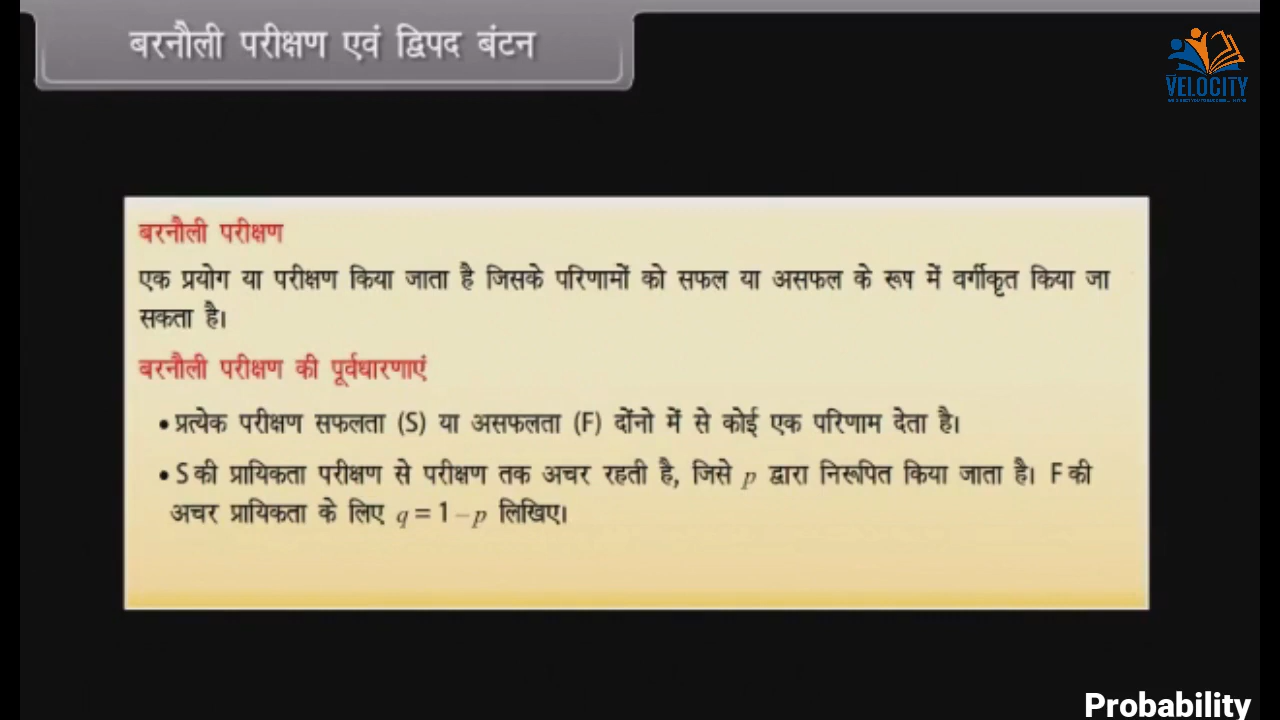 बरनौली परीक्षण एवं द्विपद बंटन
VELOCITY
बरनौली परीक्षण
एक प्रयोग या परीक्षण किया जाता है जिसके परिणामों को सफल या असफल के रूप में वर्गीकृत किया जा
सकता है।
बरनौली परीक्षण की पूर्वधारणाएं
• प्रत्येक परीक्षण सफलता (S) या असफलता (F) दोंनो में से कोई एक परिणाम देता है।
• S की प्रायिकता परीक्षण से परीक्षण तक अचर रहती है, जिसे p द्वारा निरूपित किया जाता है। F की
अचर प्रायिकता के लिए q = 1 – p लिखिए।
Probability